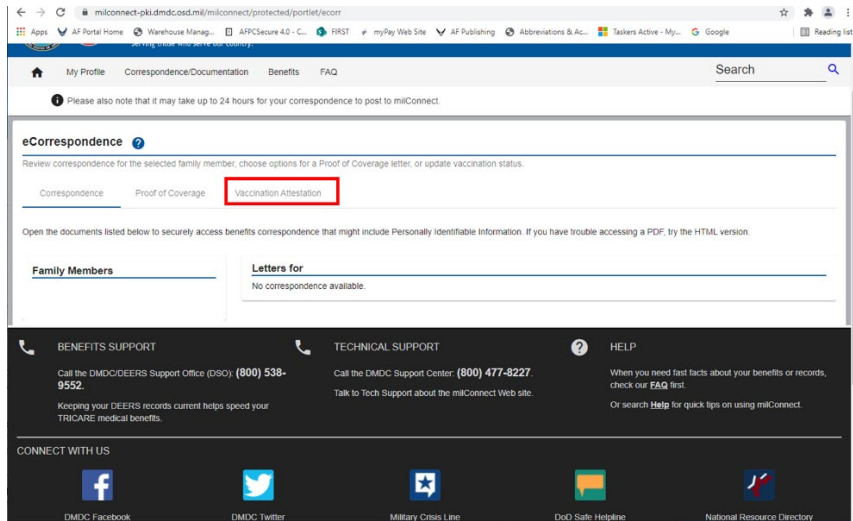 milconnect-pki.dmdc.osd.mil/milconnect/protected/portlet/ecorr
Apps AF Portal Home Warehouse Manag... AFPCSecure 4.0 - C... FIRST myPay Web Site AF Publishing Abbreviations & Ac... Taskers Active - My... Google Reading list
Serving those who serve our country.
My Profile Correspondence/Documentation Benefits FAQ Search
Please also note that it may take up to 24 hours for your correspondence to post to milConnect.
eCorrespondence
Review correspondence for the selected family member, choose options for a Proof of Coverage letter, or update vaccination status.
Correspondence Proof of Coverage Vaccination Attestation
Open the documents listed below to securely access benefits correspondence that might include Personally Identifiable Information. If you have trouble accessing a PDF, try the HTML version.
Family Members
Letters for
No correspondence available.
BENEFITS SUPPORT
Call the DMDC/DEERS Support Office (DSO): (800) 538-
9552.
Keeping your DEERS records current helps speed your
TRICARE medical benefits.
TECHNICAL SUPPORT
Call the DMDC Support Center: (800) 477-8227.
Talk to Tech Support about the milConnect Web site.
HELP
When you need fast facts about your benefits or records,
check our FAQ first.
Or search Help for quick tips on using milConnect.
CONNECT WITH US
DMDC Facebook DMDC Twitter Military Crisis Line DoD Safe Helpline National Resource Directory